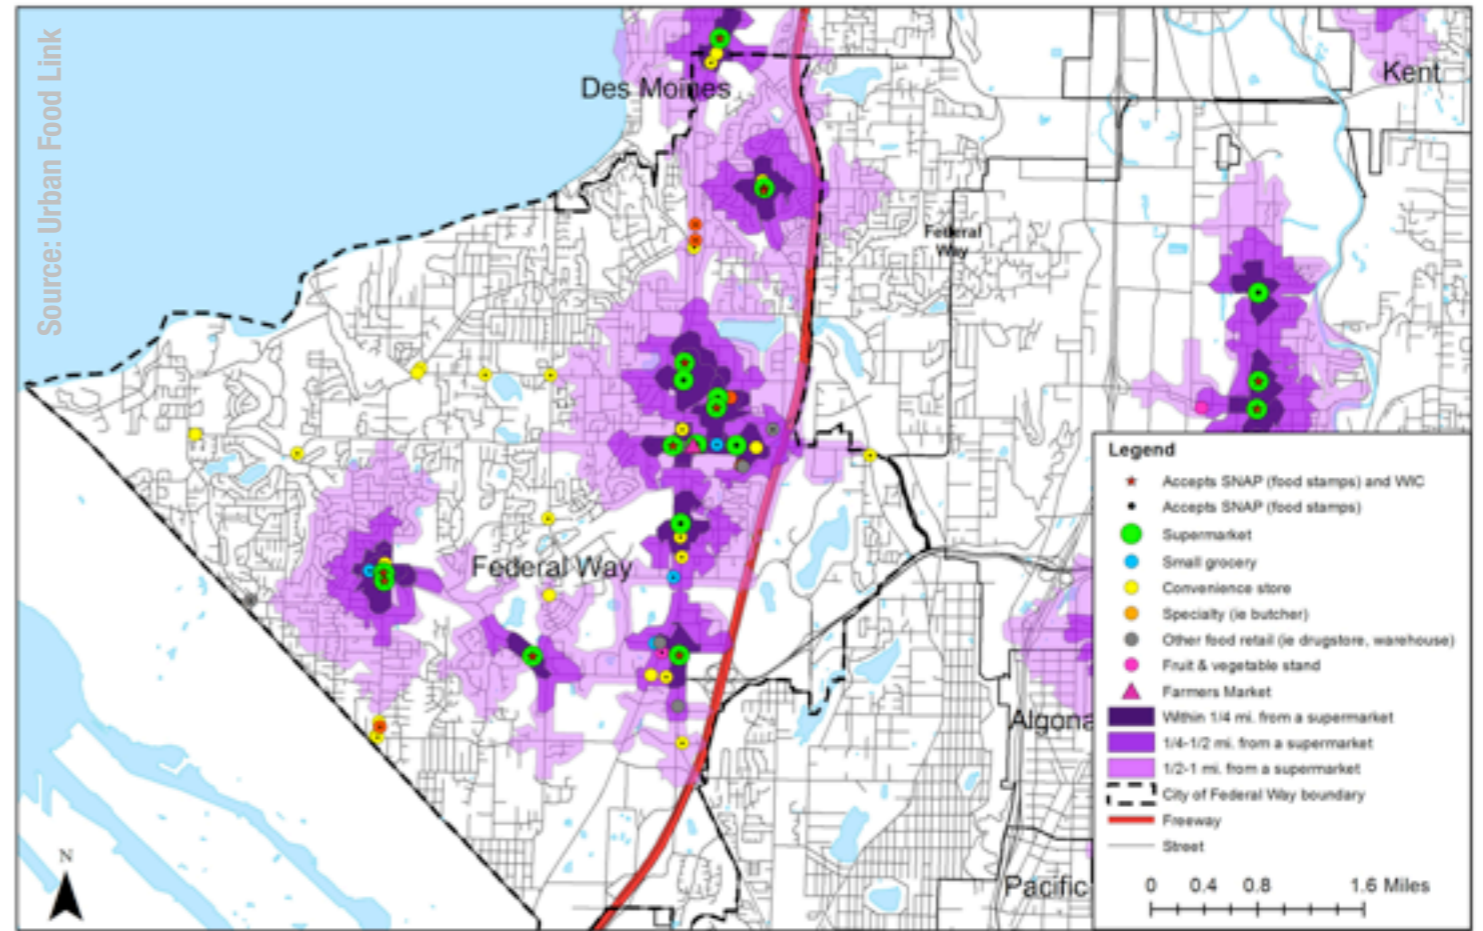 Source: Urban Food Link
Des Moines
Kent
Federal
Way
Federal Way
Algona
Pacific
N
Legend
Accepts SNAP (food stamps) and WIC
Accepts SNAP (food stamps)
Supermarket
Small grocery
Convenience store
Specialty (ie butcher)
Other food retail (ie drugstore, warehouse)
Fruit & vegetable stand
Farmers Market
Within 1/4 mi. from a supermarket
1/4-1/2 mi. from a supermarket
1/2-1 mi. from a supermarket
City of Federal Way boundary
Freeway
Street
0 0.4 0.8 1.6 Miles